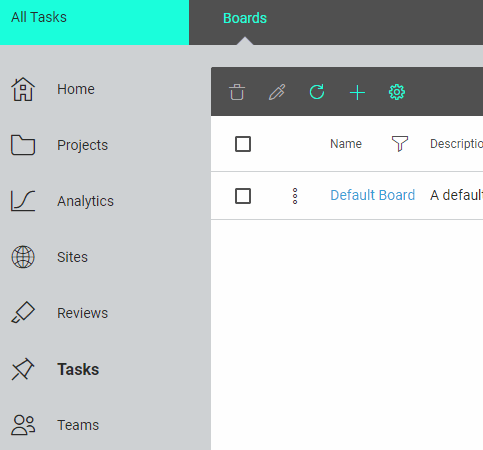 All Tasks
Boards
Home
Projects
Analytics
Sites
Reviews
Tasks
Teams
Name
Descriptio
Default Board
A default